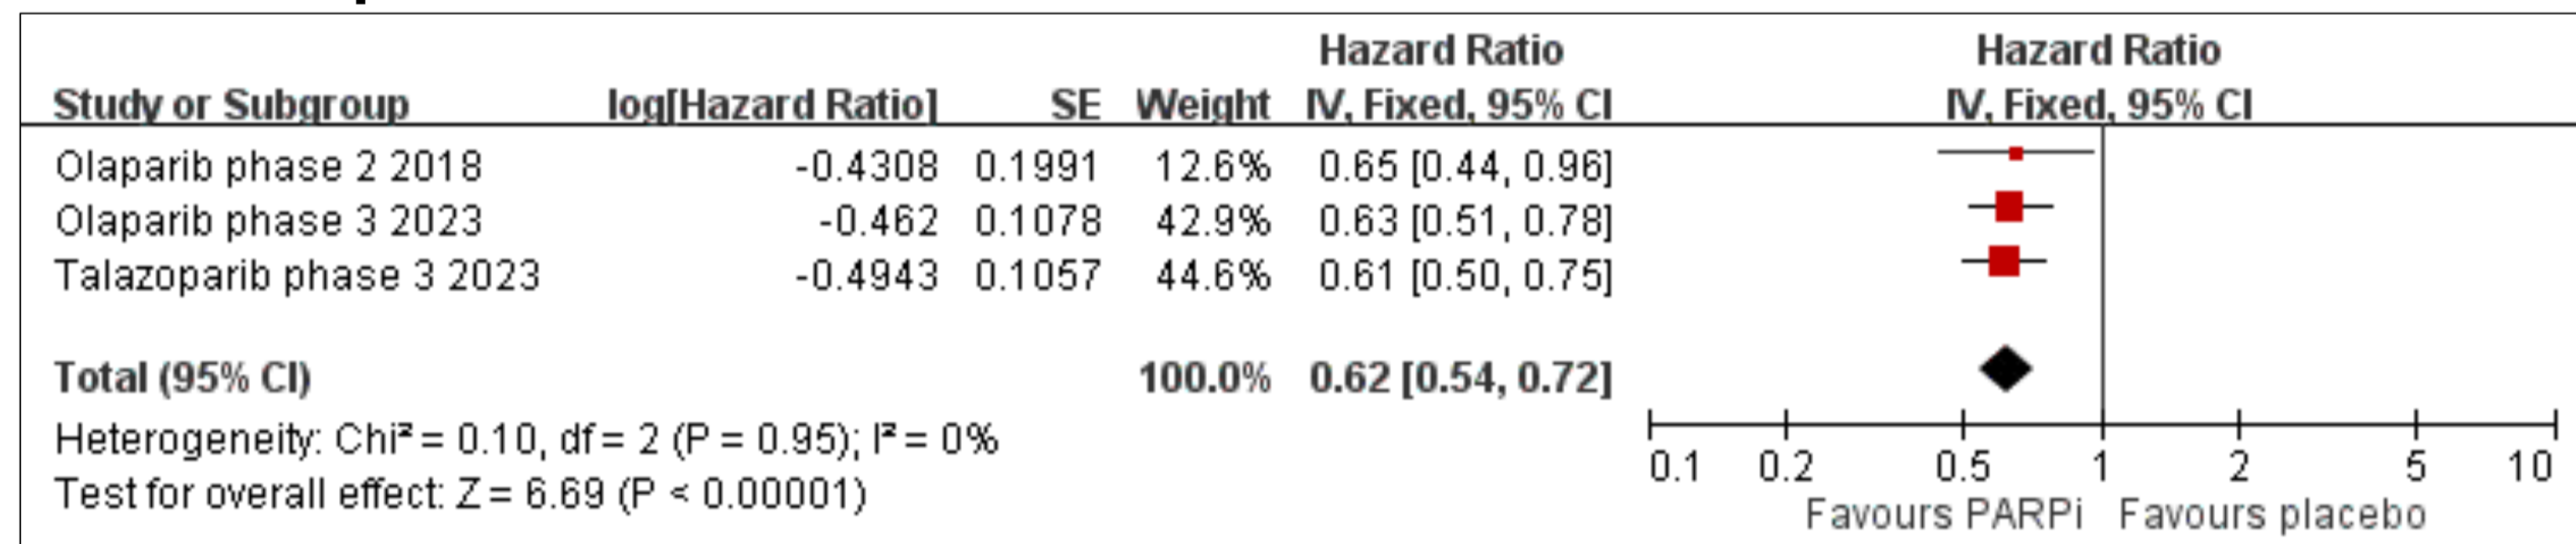 Hazard Ratio Hazard Ratio
Study or Subgroup log[Hazard Ratio] SE Weight IV, Fixed, 95% CI IV, Fixed, 95% CI
Olaparib phase 2 2018 -0.4308 0.1991 12.6% 0.65 [0.44, 0.96]
Olaparib phase 3 2023 -0.462 0.1078 42.9% 0.63 [0.51, 0.78]
Talazoparib phase 3 2023 -0.4943 0.1057 44.6% 0.61 [0.50, 0.75]
Total (95% CI) 100.0% 0.62 [0.54, 0.72]
Heterogeneity: Chi² = 0.10, df = 2 (P = 0.95); I² = 0%
Test for overall effect: Z = 6.69 (P < 0.00001)
0.1 0.2 0.5 1 2 5 10
Favours PARPi Favours placebo